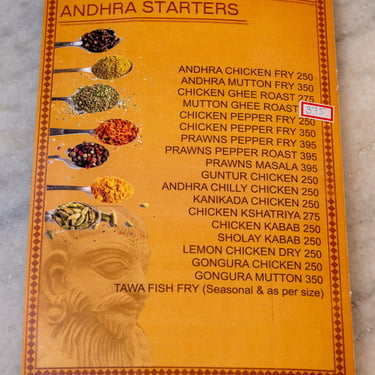 ANDHRA STARTERS
ANDHRA CHICKEN FRY 250
ANDHRA MUTTON FRY 350
CHICKEN GHEE ROAST 275
MUTTON GHEE ROAST 375
CHICKEN PEPPER FRY 250
CHICKEN PEPPER FRY 350
PRAWNS PEPPER FRY 395
PRAWNS PEPPER ROAST 395
PRAWNS MASALA 395
GUNTUR CHICKEN 250
ANDHRA CHILLY CHICKEN 250
KANIKADA CHICKEN 250
CHICKEN KSHATRIYA 275
CHICKEN KABAB 250
SHOLAY KABAB 250
LEMON CHICKEN DRY 250
GONGURA CHICKEN 250
GONGURA MUTTON 350
TAWA FISH FRY (Seasonal & as per size)